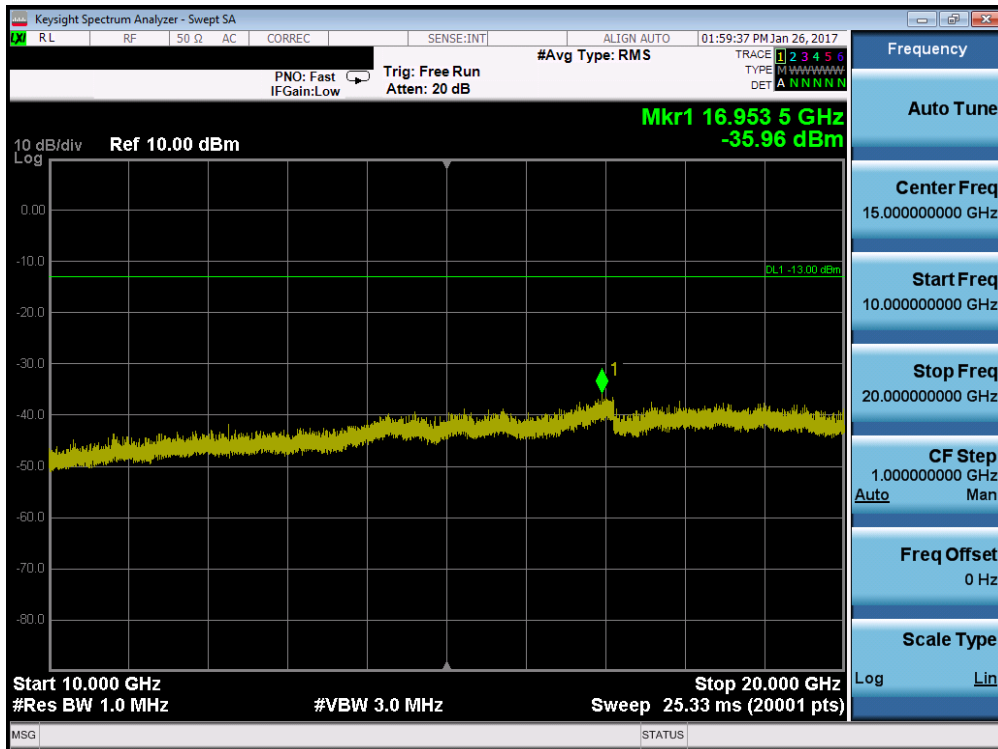 Keysight Spectrum Analyzer - Swept SA
LXI RL RF 50 Ω AC CORREC SENSE:INT ALIGN AUTO 01:59:37 PM Jan 26, 2017
#Avg Type: RMS
TRACE 1 2 3 4 5 6
TYPE M W W W W W
DET A N N N N N
PNO: Fast Trig: Free Run
IFGain:Low Atten: 20 dB
Mkr1 16.953 5 GHz
-35.96 dBm
10 dB/div Ref 10.00 dBm
Log
0.00
-10.0
DL1 -13.00 dBm
-20.0
-30.0
1
-40.0
-50.0
-60.0
-70.0
-80.0
Start 10.000 GHz Stop 20.000 GHz
#Res BW 1.0 MHz #VBW 3.0 MHz Sweep 25.33 ms (20001 pts)
MSG STATUS
Frequency
Auto Tune
Center Freq
15.000000000 GHz
Start Freq
10.000000000 GHz
Stop Freq
20.000000000 GHz
CF Step
1.000000000 GHz
Auto Man
Freq Offset
0 Hz
Scale Type
Log Lin